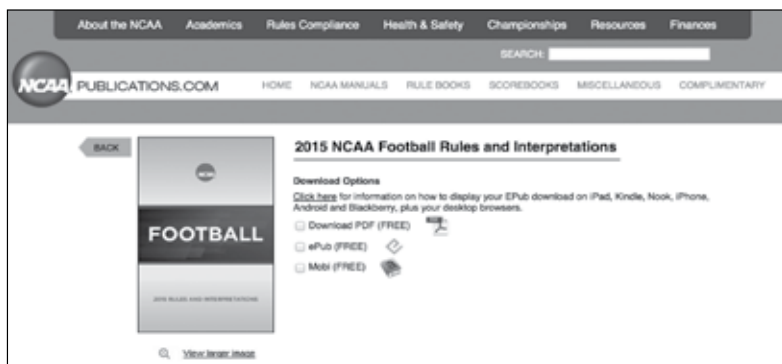 About the NCAA Academics Rules Compliance Health & Safety Championships Resources Finances
SEARCH:
NCAA PUBLICATIONS.COM HOME NCAA MANUALS RULE BOOKS SCOREBOOKS MISCELLANEOUS COMPLIMENTARY
BACK
2015 NCAA Football Rules and Interpretations
Download Options
Click here for information on how to display your EPub download on iPad, Kindle, Nook, iPhone,
Android and Blackberry, plus your desktop browsers.
Download PDF (FREE)
ePub (FREE)
Mobi (FREE)
FOOTBALL
2015 RULES AND INTERPRETATIONS
View larger image